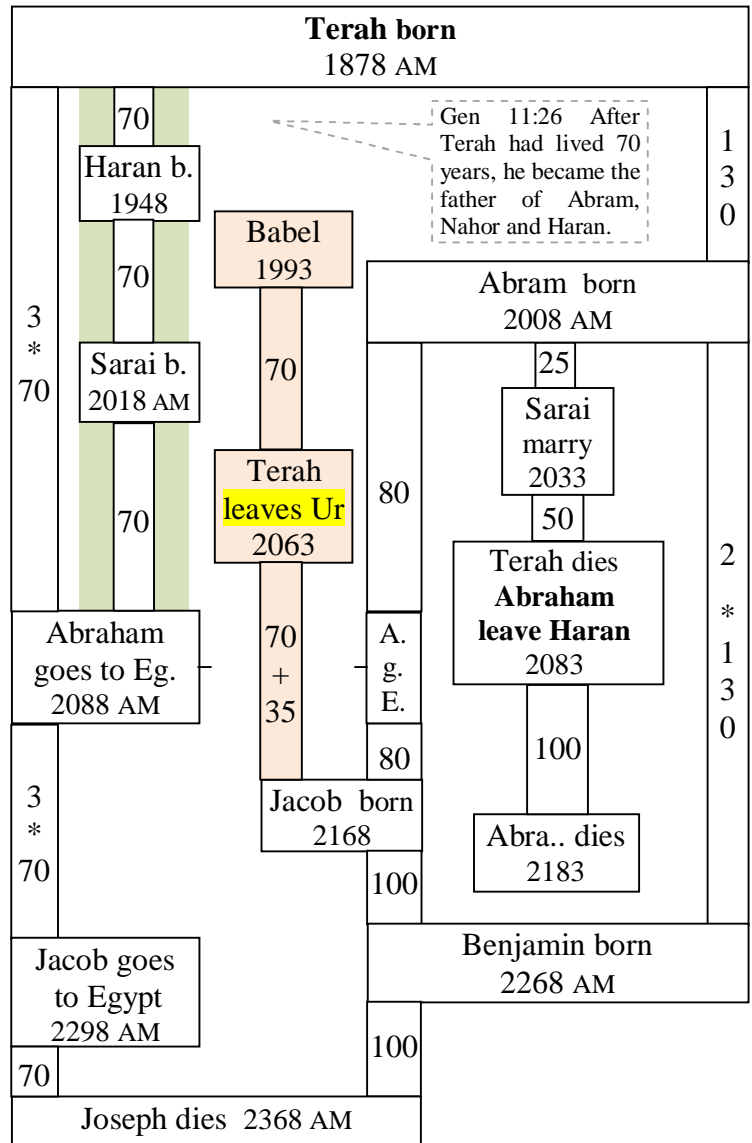 Terah born
1878 AM
70
Gen 11:26 After
Terah had lived 70
years, he became the
father of Abram,
Nahor and Haran.
1
3
0
Haran b.
1948
Babel
1993
70
Abram born
2008 AM
3
*
70
Sarai b.
2018 AM
70
25
Sarai
marry
2033
80
Terah
leaves Ur
2063
70
50
Terah dies
Abraham
leave Haran
2083
2
*
1
3
0
Abraham
goes to Eg.
2088 AM
70
+
35
A.
g.
E.
80
100
3
*
70
Jacob born
2168
Abra.. dies
2183
100
Benjamin born
2268 AM
Jacob goes
to Egypt
2298 AM
100
70
Joseph dies 2368 AM